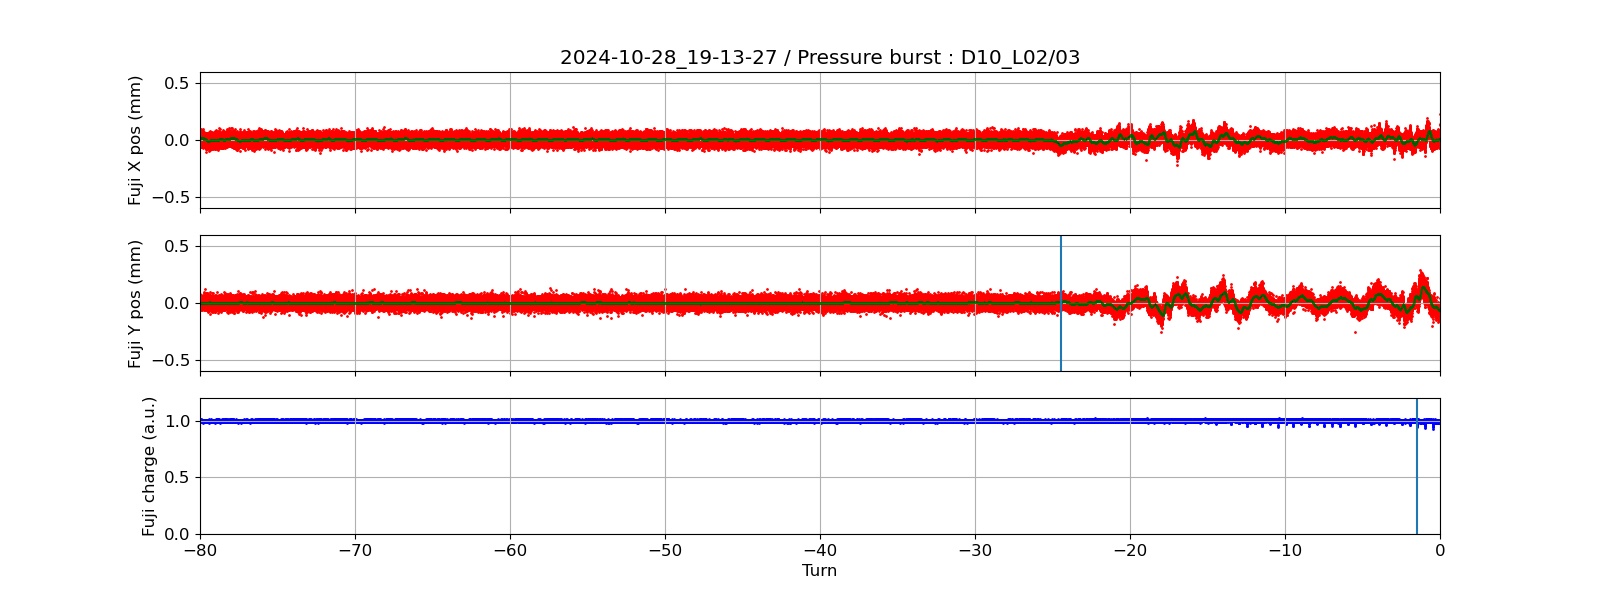 2024-10-28_19-13-27 / Pressure burst : D10_L02/03
Fuji X pos (mm)
0.5
0.0
−0.5
Fuji Y pos (mm)
0.5
0.0
−0.5
Fuji charge (a.u.)
1.0
0.5
0.0
−80 −70 −60 −50 −40 −30 −20 −10 0
Turn